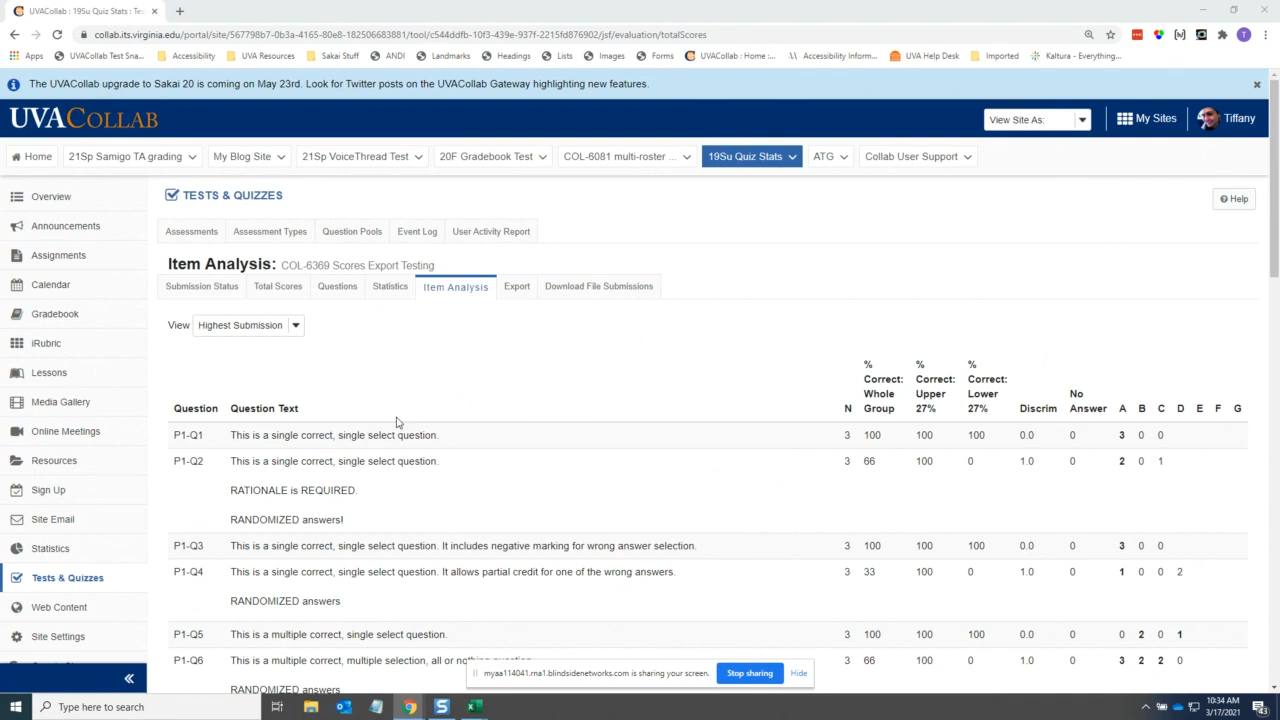 UVACollab : 19Su Quiz Stats : Tes
collab.its.virginia.edu/portal/site/567798b7-0b3a-4165-80e8-182506683881/tool/c544ddfb-10f3-439e-937f-2215fd876902/jsf/evaluation/totalScores
Apps UVACollab Test Sna... Accessibility UVA Resources Sakai Stuff ANDI Landmarks Headings Lists Images Forms UVACollab : Home :... Accessibility Inform... UVA Help Desk Imported Kaltura - Everything...
The UVACollab upgrade to Sakai 20 is coming on May 23rd. Look for Twitter posts on the UVACollab Gateway highlighting new features.
UVACOLLAB View Site As: My Sites Tiffany
Home 21Sp Samigo TA grading My Blog Site 21Sp VoiceThread Test 20F Gradebook Test COL-6081 multi-roster ... 19Su Quiz Stats ATG Collab User Support
Overview
Announcements
Assignments
Calendar
Gradebook
iRubric
Lessons
Media Gallery
Online Meetings
Resources
Sign Up
Site Email
Statistics
Tests & Quizzes
Web Content
Site Settings
TESTS & QUIZZES
Help
Assessments Assessment Types Question Pools Event Log User Activity Report
Item Analysis: COL-6369 Scores Export Testing
Submission Status Total Scores Questions Statistics Item Analysis Export Download File Submissions
View Highest Submission
Question Question Text N % Correct: Whole Group % Correct: Upper 27% % Correct: Lower 27% Discrim No Answer A B C D E F G
P1-Q1 This is a single correct, single select question. 3 100 100 100 0.0 0 3 0 0
P1-Q2 This is a single correct, single select question. 3 66 100 0 1.0 0 2 0 1
RATIONALE is REQUIRED.
RANDOMIZED answers!
P1-Q3 This is a single correct, single select question. It includes negative marking for wrong answer selection. 3 100 100 100 0.0 0 3 0 0
P1-Q4 This is a single correct, single select question. It allows partial credit for one of the wrong answers. 3 33 100 0 1.0 0 1 0 0 2
RANDOMIZED answers
P1-Q5 This is a multiple correct, single select question. 3 100 100 100 0.0 0 0 2 0 1
P1-Q6 This is a multiple correct, multiple selection, all or nothing question. 3 66 100 0 1.0 0 3 2 2 0
RANDOMIZED answers
myaa114041.rna1.blindsidenetworks.com is sharing your screen. Stop sharing Hide
Type here to search
10:34 AM
3/17/2021
43